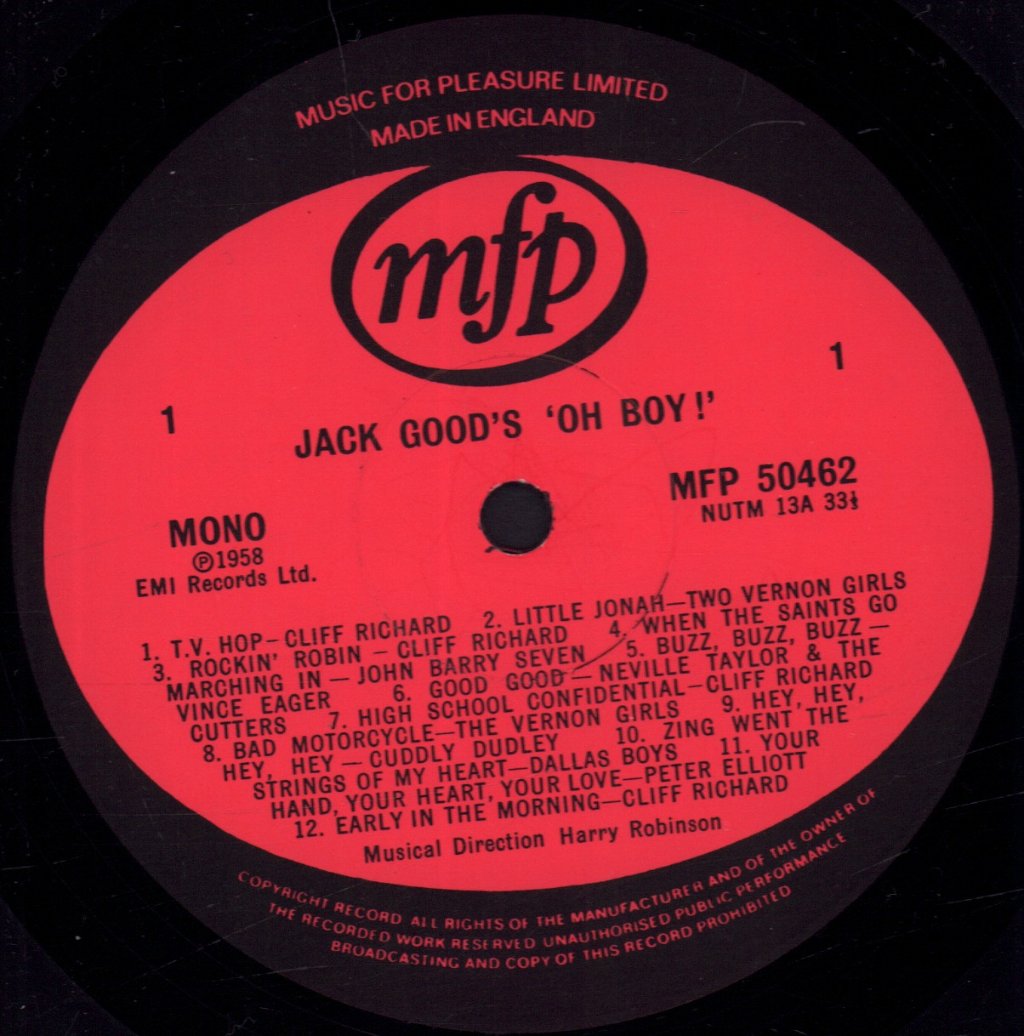 MUSIC FOR PLEASURE LIMITED
MADE IN ENGLAND
mfp
1
1
JACK GOOD'S 'OH BOY!'
MFP 50462
NUTM 13A 33⅓
MONO
℗1958
EMI Records Ltd.
1. T.V. HOP–CLIFF RICHARD 2. LITTLE JONAH—TWO VERNON GIRLS
3. ROCKIN' ROBIN – CLIFF RICHARD 4. WHEN THE SAINTS GO
MARCHING IN — JOHN BARRY SEVEN 5. BUZZ, BUZZ, BUZZ —
VINCE EAGER 6. GOOD GOOD — NEVILLE TAYLOR & THE
CUTTERS 7. HIGH SCHOOL CONFIDENTIAL–CLIFF RICHARD
8. BAD MOTORCYCLE—THE VERNON GIRLS 9. HEY, HEY,
HEY, HEY — CUDDLY DUDLEY 10. ZING WENT THE
STRINGS OF MY HEART—DALLAS BOYS 11. YOUR
HAND, YOUR HEART, YOUR LOVE—PETER ELLIOTT
12. EARLY IN THE MORNING—CLIFF RICHARD
Musical Direction Harry Robinson
COPYRIGHT RECORD ALL RIGHTS OF THE MANUFACTURER AND OF THE OWNER OF
THE RECORDED WORK RESERVED UNAUTHORISED PUBLIC PERFORMANCE
BROADCASTING AND COPY OF THIS RECORD PROHIBITED